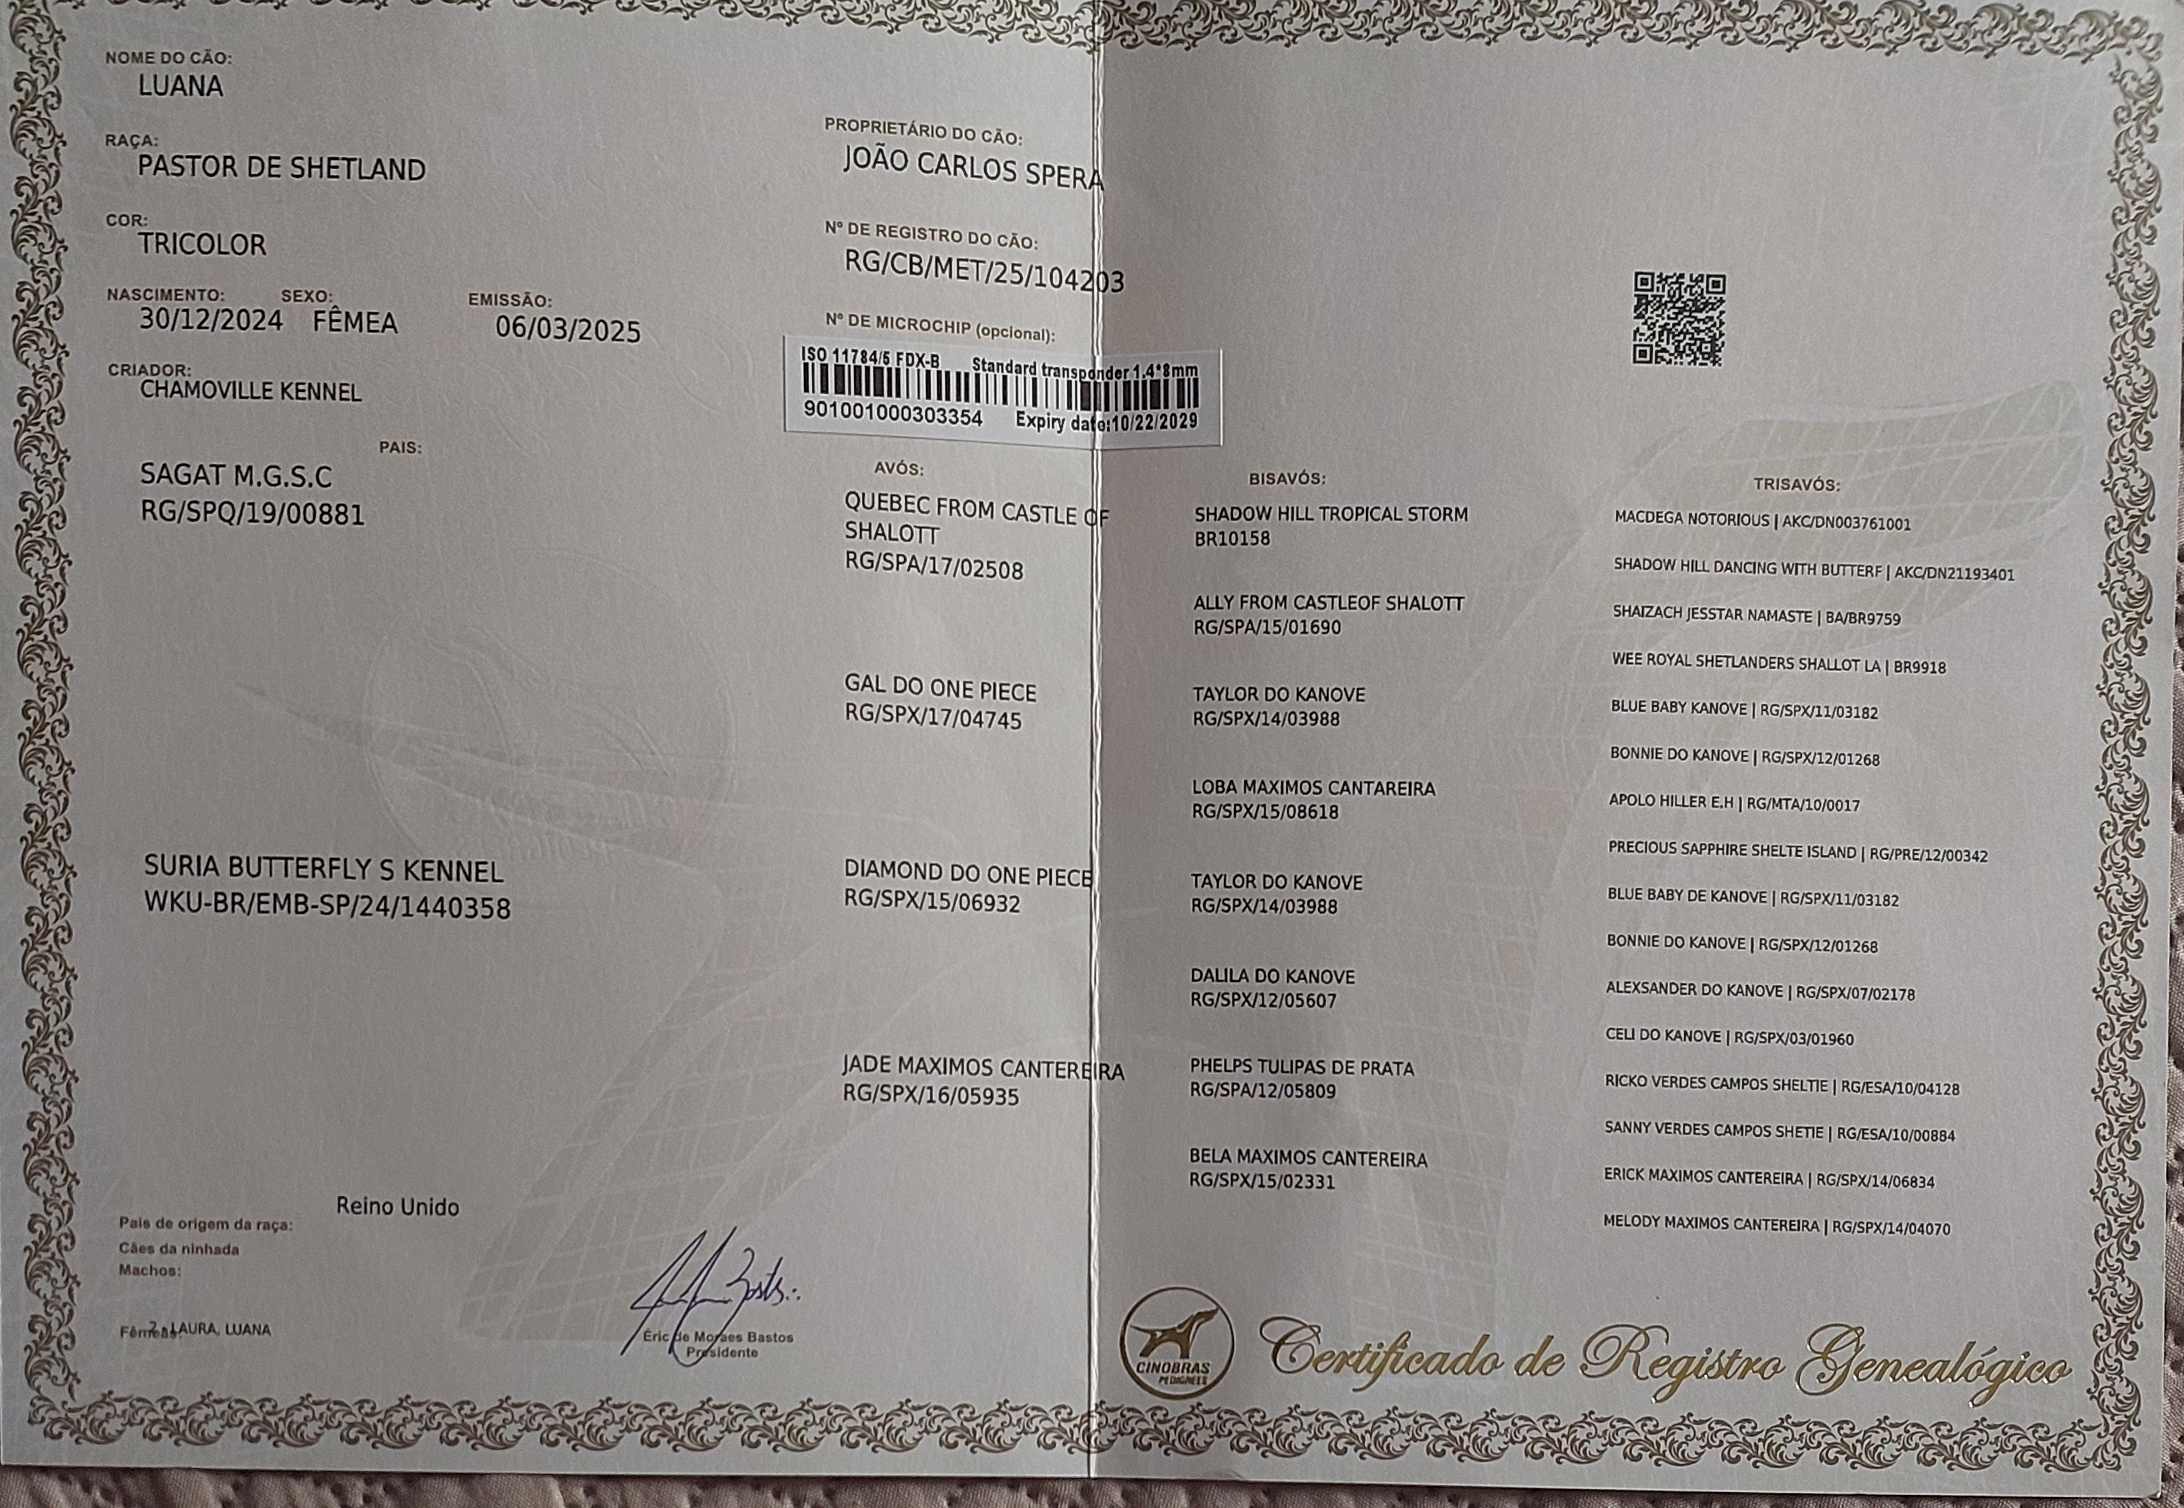 NOME DO CÃO:
LUANA
RAÇA:
PASTOR DE SHETLAND
COR:
TRICOLOR
NASCIMENTO: SEXO: EMISSÃO:
30/12/2024 FÊMEA 06/03/2025
CRIADOR:
CHAMOVILLE KENNEL
PROPRIETÁRIO DO CÃO:
JOÃO CARLOS SPERA
Nº DE REGISTRO DO CÃO:
RG/CB/MET/25/104203
Nº DE MICROCHIP (opcional):
ISO 11784/5 FDX-B Standard transponder 1.4*8mm
901001000303354 Expiry date:10/22/2029
PAIS:
SAGAT M.G.S.C
RG/SPQ/19/00881
SURIA BUTTERFLY S KENNEL
WKU-BR/EMB-SP/24/1440358
AVÓS:
QUEBEC FROM CASTLE OF
SHALOTT
RG/SPA/17/02508
GAL DO ONE PIECE
RG/SPX/17/04745
DIAMOND DO ONE PIECE
RG/SPX/15/06932
JADE MAXIMOS CANTEREIRA
RG/SPX/16/05935
BISAVÓS:
SHADOW HILL TROPICAL STORM
BR10158
ALLY FROM CASTLEOF SHALOTT
RG/SPA/15/01690
TAYLOR DO KANOVE
RG/SPX/14/03988
LOBA MAXIMOS CANTAREIRA
RG/SPX/15/08618
TAYLOR DO KANOVE
RG/SPX/14/03988
DALILA DO KANOVE
RG/SPX/12/05607
PHELPS TULIPAS DE PRATA
RG/SPA/12/05809
BELA MAXIMOS CANTEREIRA
RG/SPX/15/02331
TRISAVÓS:
MACDEGA NOTORIOUS | AKC/DN003761001
SHADOW HILL DANCING WITH BUTTERF | AKC/DN21193401
SHAIZACH JESSTAR NAMASTE | BA/BR9759
WEE ROYAL SHETLANDERS SHALLOT LA | BR9918
BLUE BABY KANOVE | RG/SPX/11/03182
BONNIE DO KANOVE | RG/SPX/12/01268
APOLO HILLER E.H | RG/MTA/10/0017
PRECIOUS SAPPHIRE SHELTE ISLAND | RG/PRE/12/00342
BLUE BABY DE KANOVE | RG/SPX/11/03182
BONNIE DO KANOVE | RG/SPX/12/01268
ALEXSANDER DO KANOVE | RG/SPX/07/02178
CELI DO KANOVE | RG/SPX/03/01960
RICKO VERDES CAMPOS SHELTIE | RG/ESA/10/04128
SANNY VERDES CAMPOS SHETIE | RG/ESA/10/00884
ERICK MAXIMOS CANTEREIRA | RG/SPX/14/06834
MELODY MAXIMOS CANTEREIRA | RG/SPX/14/04070
País de origem da raça: Reino Unido
Cães da ninhada
Machos:
Fêmeas: 2 - LAURA, LUANA
Éric de Moraes Bastos
Presidente
CINOBRAS
PEDIGREES
Certificado de Registro Genealógico